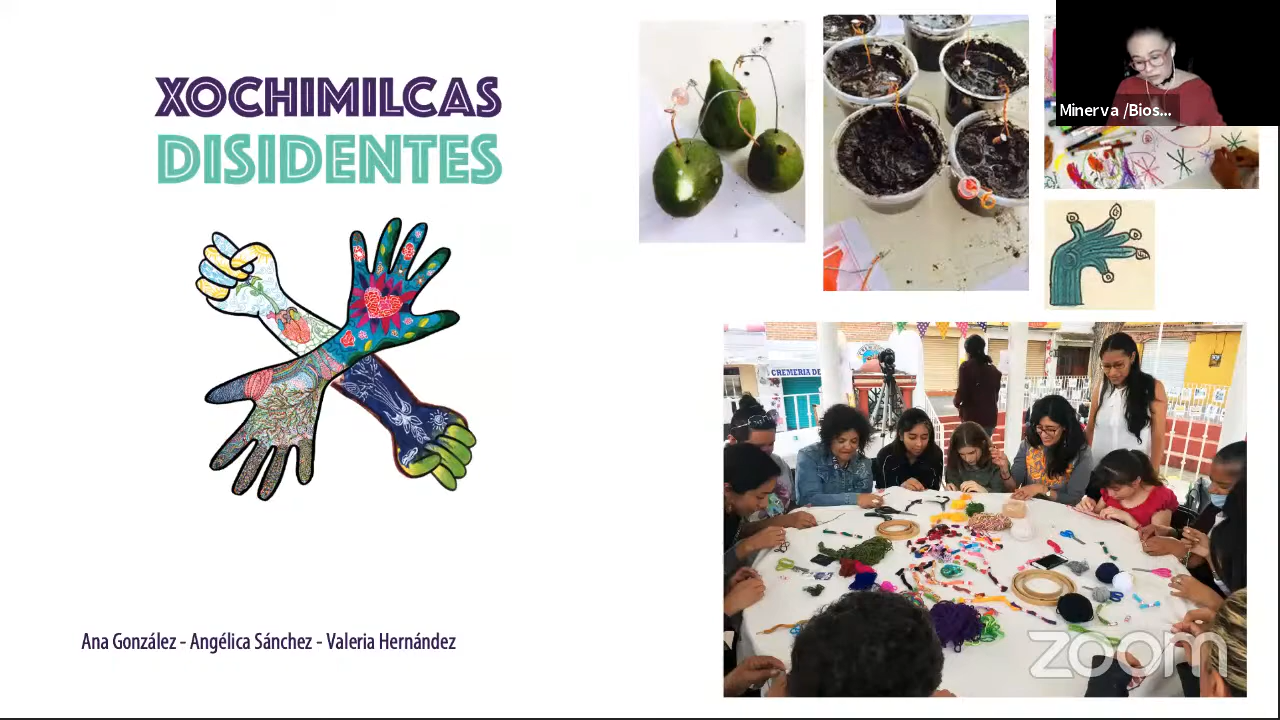 XOCHIMILCAS
DISIDENTES
Minerva /Bios...
CREMERIA DE
Ana González - Angélica Sánchez - Valeria Hernández
zoom